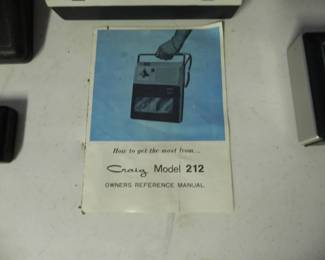 How to get the most from...
Craig Model 212
OWNERS REFERENCE MANUAL